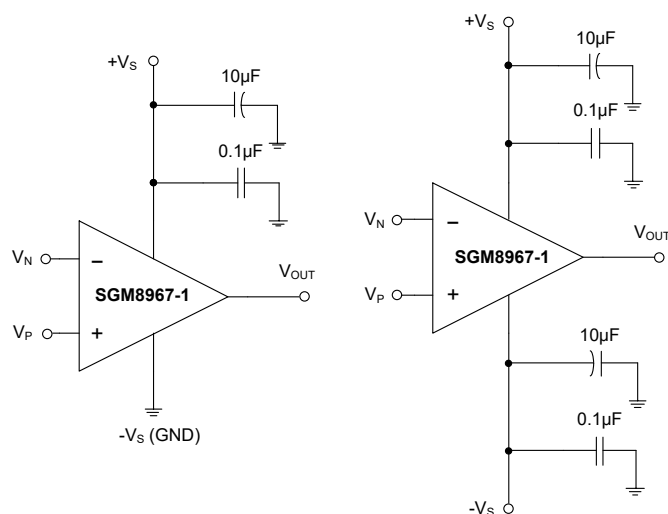 +VS
10µF
0.1µF
VN
−
SGM8967-1
VOUT
VP
+
-VS (GND)
+VS
10µF
0.1µF
VN
−
SGM8967-1
VOUT
VP
+
10µF
0.1µF
-VS